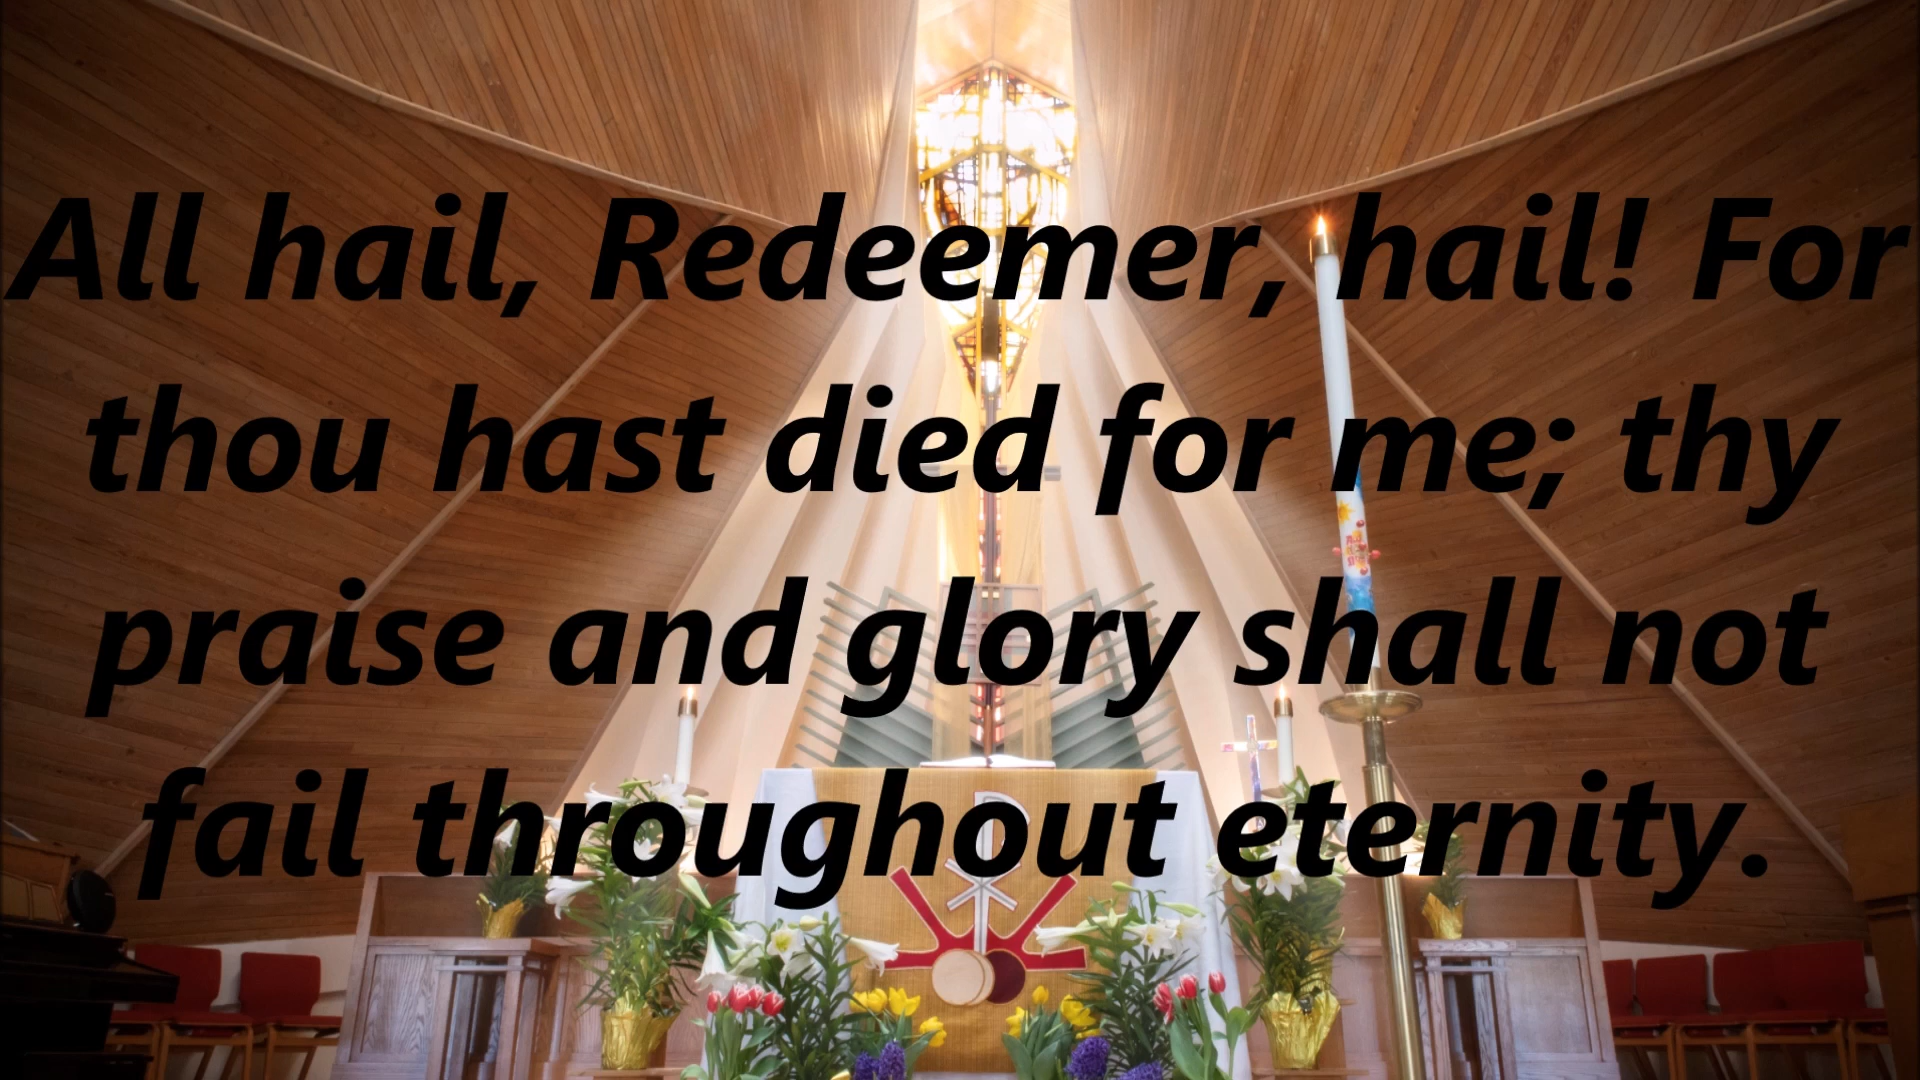 All hail, Redeemer, hail! For
thou hast died for me; thy
praise and glory shall not
fail throughout eternity.